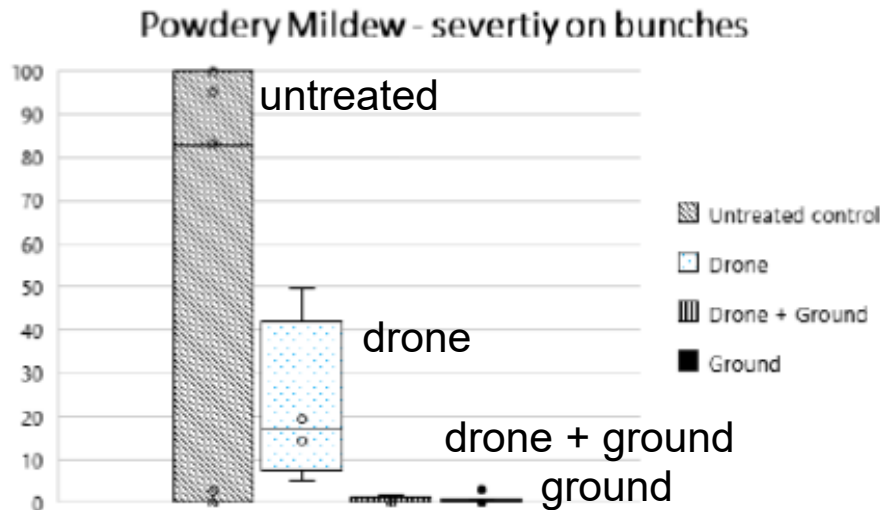 Powdery Mildew - severtiy on bunches
100
90
80
70
60
50
40
30
20
10
0
untreated
drone
drone + ground
ground
Untreated control
Drone
Drone + Ground
Ground